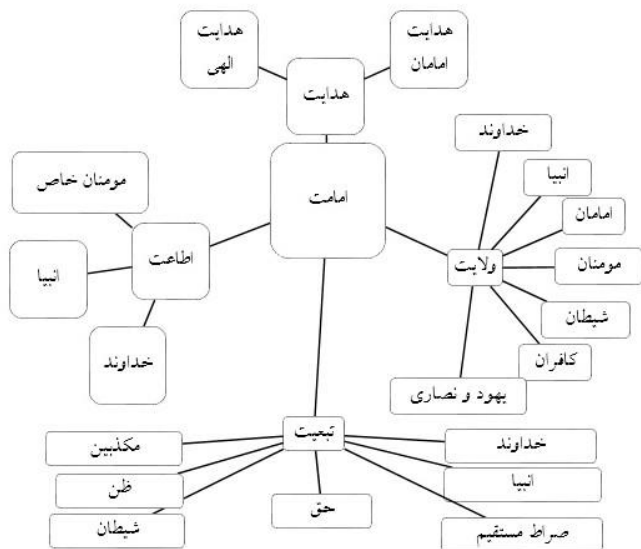 هدایت
امامان
هدایت
الهی
هدایت
خداوند
انبیا
امامت
مومنان خاص
امامان
اطاعت
ولایت
مومنان
انبیا
شیطان
کافران
خداوند
یهود و نصاری
تبعیت
خداوند
مکذبین
انبیا
ظن
حق
شیطان
صراط مستقیم